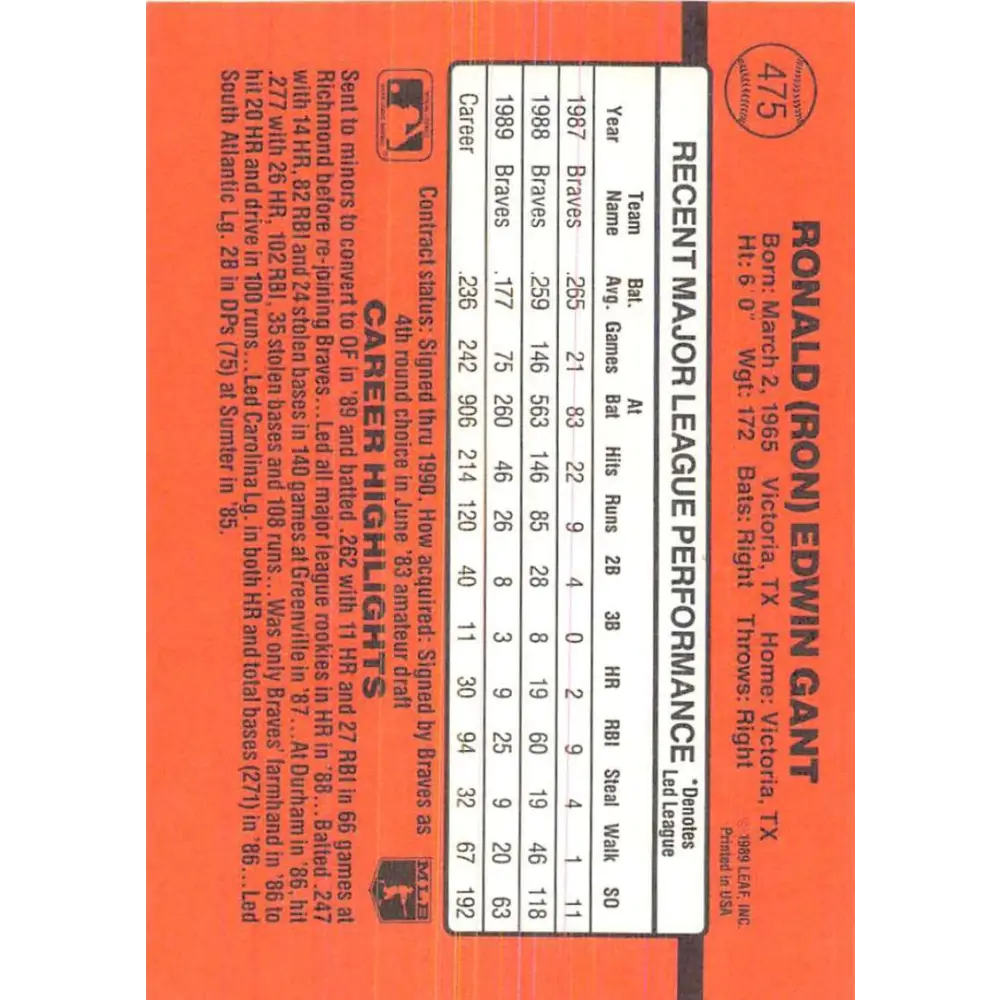 475
RONALD (RON) EDWIN GANT
Born: March 2, 1965 Victoria, TX Home: Victoria, TX
Ht: 6' 0" Wgt: 172 Bats: Right Throws: Right
© 1989 LEAF, INC.
Printed in USA
RECENT MAJOR LEAGUE PERFORMANCE
*Denotes
Led League
Year Team Name Bat. Avg. Games At Bat Hits Runs 2B 3B HR RBI Steal Walk SO
1987 Braves .265 21 83 22 9 4 0 2 9 4 1 11
1988 Braves .259 146 563 146 85 28 8 19 60 19 46 118
1989 Braves .177 75 260 46 26 8 3 9 25 9 20 63
Career .236 242 906 214 120 40 11 30 94 32 67 192
Contract status: Signed thru 1990, How acquired: Signed by Braves as
4th round choice in June '83 amateur draft
MLB
CAREER HIGHLIGHTS
Sent to minors to convert to OF in '89 and batted .262 with 11 HR and 27 RBI in 66 games at
Richmond before re-joining Braves...Led all major league rookies in HR in '88...Batted .247
with 14 HR, 82 RBI and 24 stolen bases in 140 games at Greenville in '87...At Durham in '86, hit
.277 with 26 HR, 102 RBI, 35 stolen bases and 108 runs...Was only Braves' farmhand in '86 to
hit 20 HR and drive in 100 runs...Led Carolina Lg. in both HR and total bases (271) in '86...Led
South Atlantic Lg. 2B in DPs (75) at Sumter in '85.